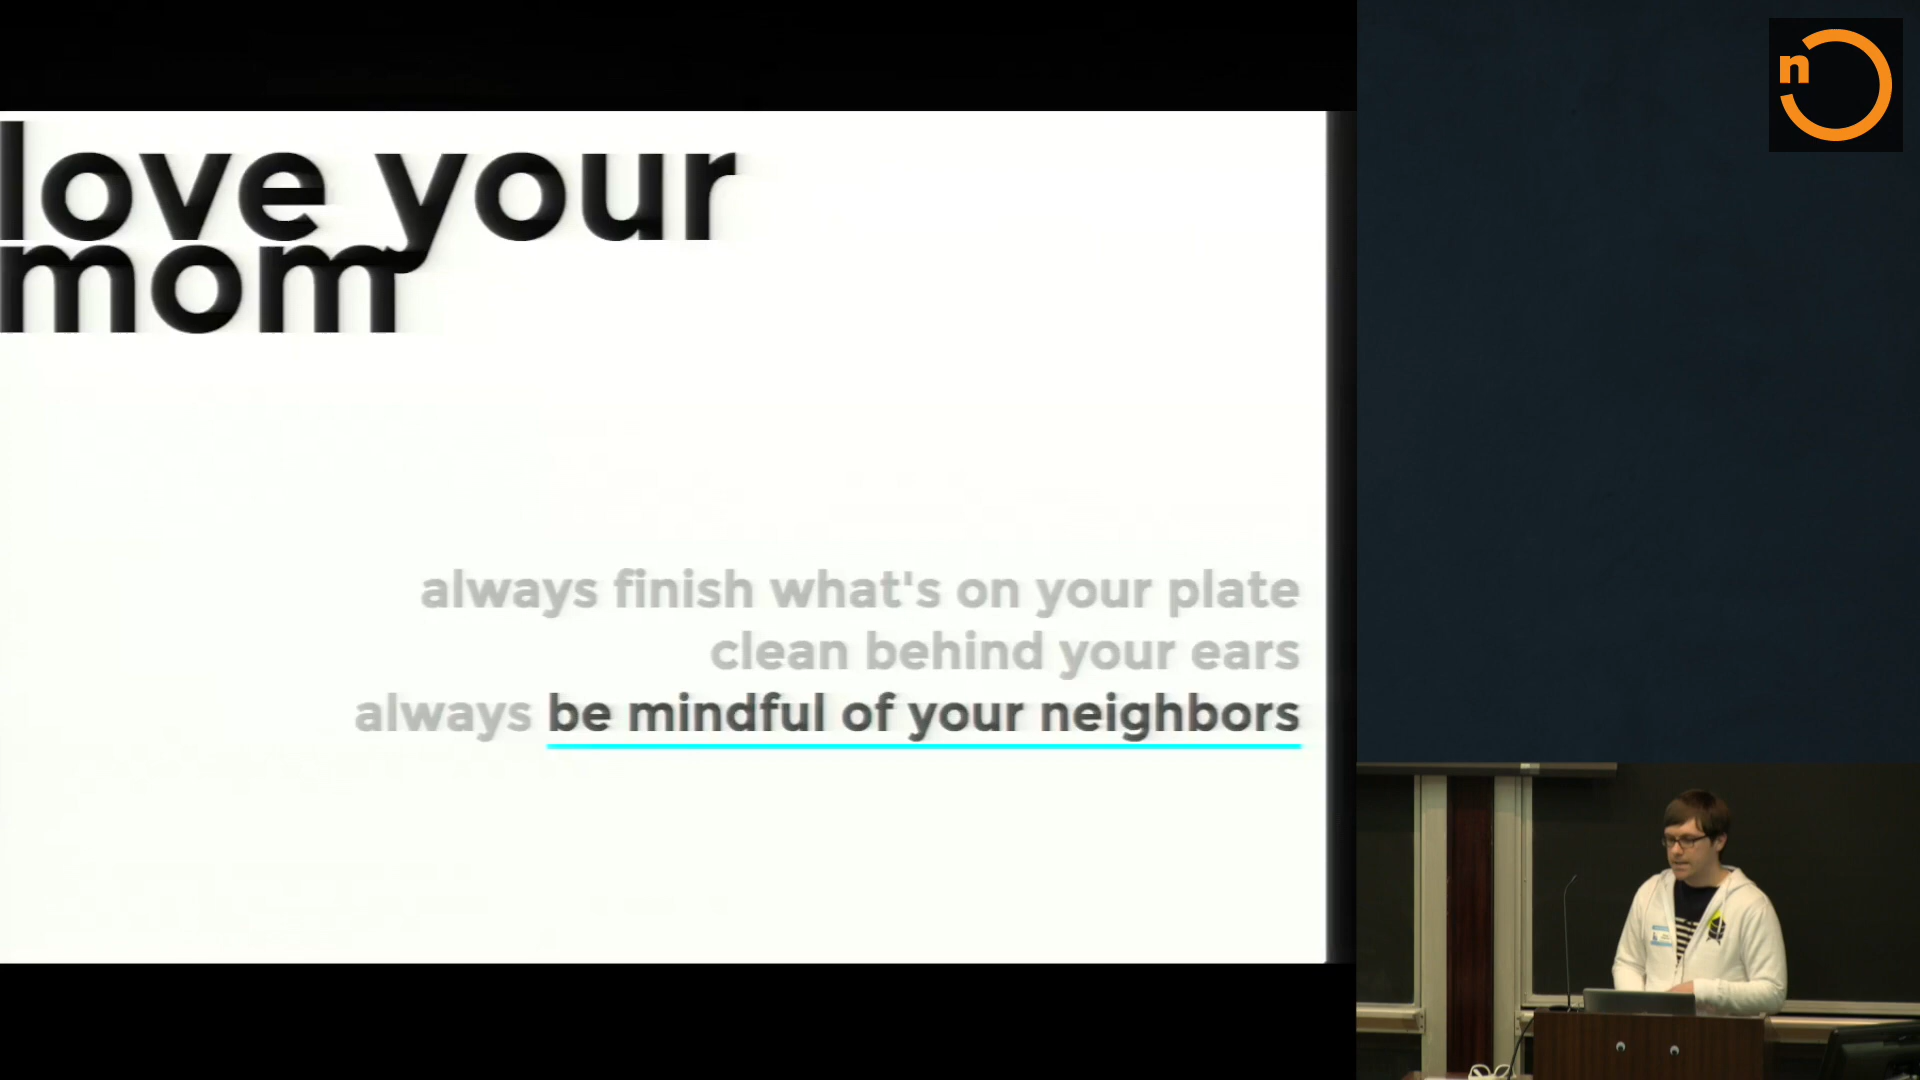 love your
mom
always finish what's on your plate
clean behind your ears
always be mindful of your neighbors
n